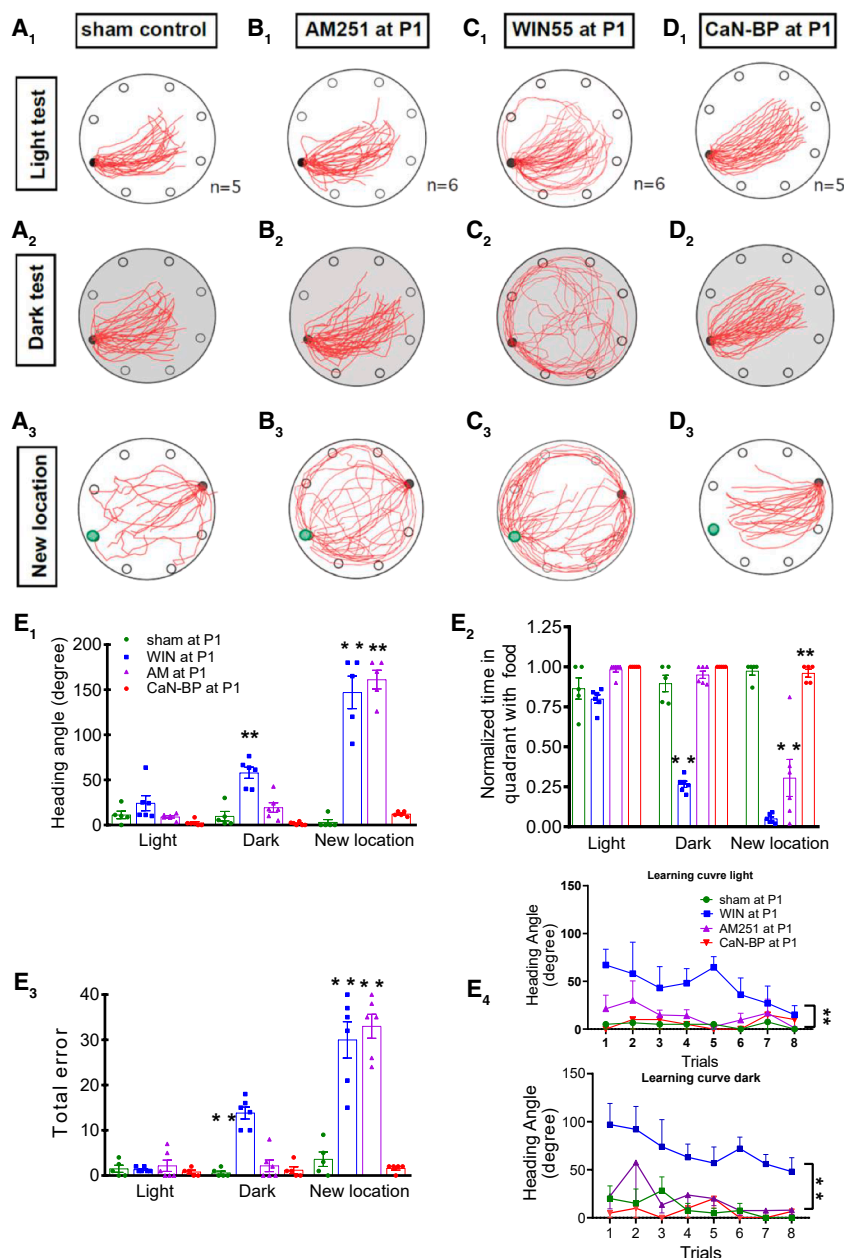 A1 sham control B1 AM251 at P1 C1 WIN55 at P1 D1 CaN-BP at P1
Light test
n=5 n=6 n=6 n=5
A2 B2 C2 D2
Dark test
A3 B3 C3 D3
New location
E1
Heading angle (degree)
200
150
100
50
0
sham at P1
WIN at P1
AM at P1
CaN-BP at P1
**
* *
**
Light Dark New location
E2
Normalized time in
quadrant with food
1.25
1.00
0.75
0.50
0.25
0.00
* *
* *
**
Light Dark New location
E3
Total error
40
30
20
10
0
* *
* *
* *
Light Dark New location
E4
Learning cuvre light
Heading Angle
(degree)
150
100
50
0
sham at P1
WIN at P1
AM251 at P1
CaN-BP at P1
**
1 2 3 4 5 6 7 8
Trials
Learning curve dark
Heading Angle
(degree)
150
100
50
0
* *
1 2 3 4 5 6 7 8
Trials